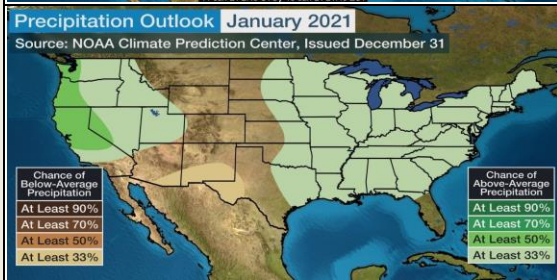 Precipitation Outlook January 2021
Source: NOAA Climate Prediction Center, Issued December 31
Chance of
Below-Average
Precipitation
At Least 90%
At Least 70%
At Least 50%
At Least 33%
Chance of
Above-Average
Precipitation
At Least 90%
At Least 70%
At Least 50%
At Least 33%